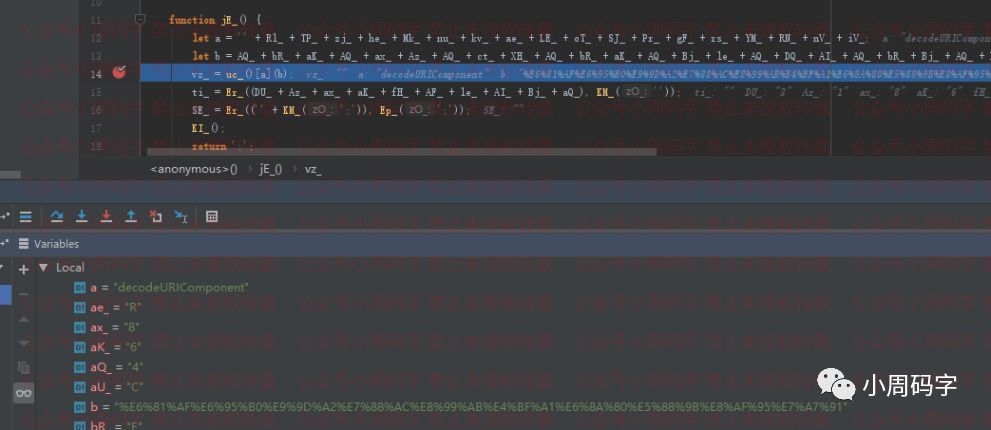 10
11 function jE_() {
12 let a = '' + Rl_ + TP_ + zj_ + he_ + Mk_ + nu_ + kv_ + ae_ + LE_ + oT_ + SJ_ + Pr_ + gF_ + rs_ + YM_ + RN_ + nV_ + iV_; a: "decodeURICompon
13 let b = AQ_ + bR_ + aK_ + AQ_ + ax_ + Az_ + AQ_ + ct_ + XH_ + AQ_ + bR_ + aK_ + AQ_ + Bj_ + le_ + AQ_ + DQ_ + AI_ + AQ_ + bR_ + Bj_ + AQ
14 vz_ = uc_()[a](b); vz_: "" a: "decodeURIComponent" b: "%E6%81%AF%E6%95%B0%E9%9D%A2%E7%88%AC%E8%99%AB%E4%BF%A1%E6%8A%80%E5%88%9B%E8%AF%95%
15 ti_ = Er_((DU_ + Az_ + ax_ + aK_ + fH_ + AF_ + le_ + AI_ + Bj_ + aQ_), KM_( zO_: '')); ti_: "" DU_: "3" Az_: "1" ax_: "8" aK_: "6" fH_
16 SE_ = Er_(('' + KM_( zO_: ':')), Ep_( zO_: ':')); SE_: ""
17 KI_();
18 return ':';
<anonymous>() › jE_() › vz_
Variables
Local
a = "decodeURIComponent"
ae_ = "R"
ax_ = "8"
aK_ = "6"
aQ_ = "4"
aU_ = "C"
b = "%E6%81%AF%E6%95%B0%E9%9D%A2%E7%88%AC%E8%99%AB%E4%BF%A1%E6%8A%80%E5%88%9B%E8%AF%95%E7%A7%91"
bR_ = "E"
小周码字